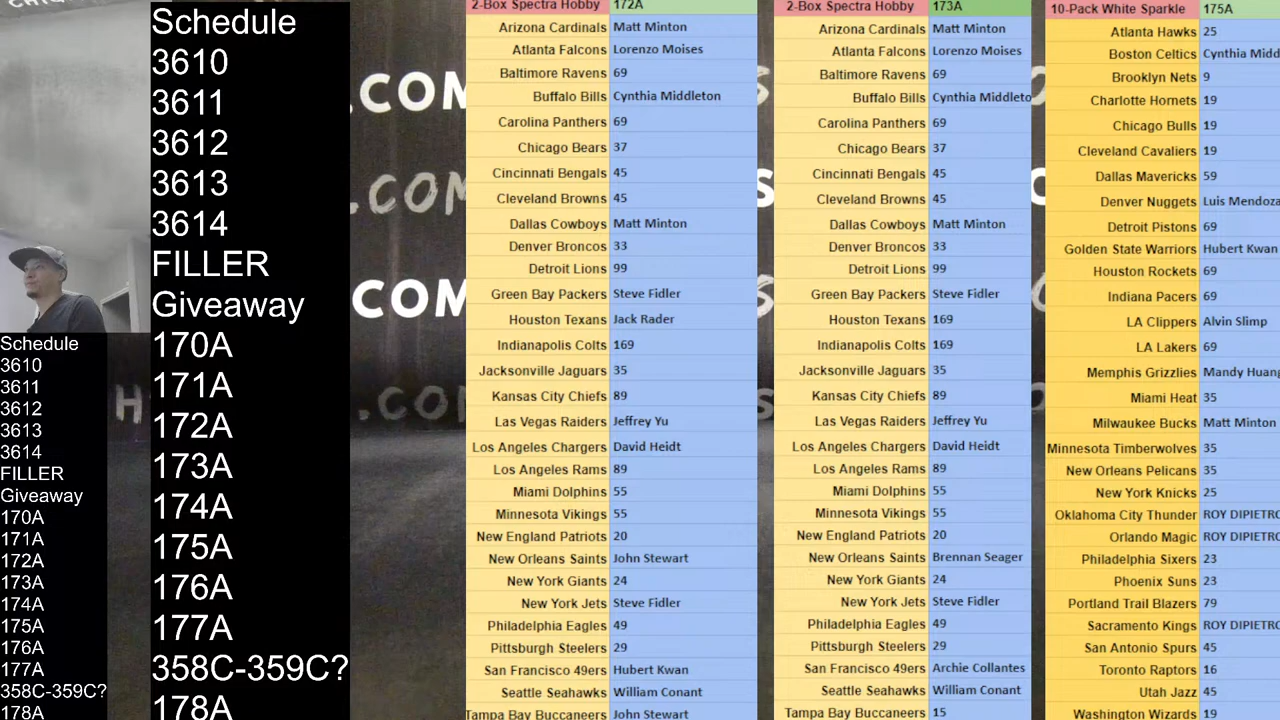 Schedule
3610
3611
3612
3613
3614
FILLER
Giveaway
170A
171A
172A
173A
174A
175A
176A
177A
358C-359C?
178A
Schedule
3610
3611
3612
3613
3614
FILLER
Giveaway
170A
171A
172A
173A
174A
175A
176A
177A
358C-359C?
178A
.COM
.COM
.COM
H
.COM
2-Box Spectra Hobby 172A
Arizona Cardinals Matt Minton
Atlanta Falcons Lorenzo Moises
Baltimore Ravens 69
Buffalo Bills Cynthia Middleton
Carolina Panthers 69
Chicago Bears 37
Cincinnati Bengals 45
Cleveland Browns 45
Dallas Cowboys Matt Minton
Denver Broncos 33
Detroit Lions 99
Green Bay Packers Steve Fidler
Houston Texans Jack Rader
Indianapolis Colts 169
Jacksonville Jaguars 35
Kansas City Chiefs 89
Las Vegas Raiders Jeffrey Yu
Los Angeles Chargers David Heidt
Los Angeles Rams 89
Miami Dolphins 55
Minnesota Vikings 55
New England Patriots 20
New Orleans Saints John Stewart
New York Giants 24
New York Jets Steve Fidler
Philadelphia Eagles 49
Pittsburgh Steelers 29
San Francisco 49ers Hubert Kwan
Seattle Seahawks William Conant
Tampa Bay Buccaneers John Stewart
2-Box Spectra Hobby 173A
Arizona Cardinals Matt Minton
Atlanta Falcons Lorenzo Moises
Baltimore Ravens 69
Buffalo Bills Cynthia Middleto
Carolina Panthers 69
Chicago Bears 37
Cincinnati Bengals 45
Cleveland Browns 45
Dallas Cowboys Matt Minton
Denver Broncos 33
Detroit Lions 99
Green Bay Packers Steve Fidler
Houston Texans 169
Indianapolis Colts 169
Jacksonville Jaguars 35
Kansas City Chiefs 89
Las Vegas Raiders Jeffrey Yu
Los Angeles Chargers David Heidt
Los Angeles Rams 89
Miami Dolphins 55
Minnesota Vikings 55
New England Patriots 20
New Orleans Saints Brennan Seager
New York Giants 24
New York Jets Steve Fidler
Philadelphia Eagles 49
Pittsburgh Steelers 29
San Francisco 49ers Archie Collantes
Seattle Seahawks William Conant
Tampa Bay Buccaneers 15
10-Pack White Sparkle 175A
Atlanta Hawks 25
Boston Celtics Cynthia Midd
Brooklyn Nets 9
Charlotte Hornets 19
Chicago Bulls 19
Cleveland Cavaliers 19
Dallas Mavericks 59
Denver Nuggets Luis Mendoza
Detroit Pistons 69
Golden State Warriors Hubert Kwan
Houston Rockets 69
Indiana Pacers 69
LA Clippers Alvin Slimp
LA Lakers 69
Memphis Grizzlies Mandy Huang
Miami Heat 35
Milwaukee Bucks Matt Minton
Minnesota Timberwolves 35
New Orleans Pelicans 35
New York Knicks 25
Oklahoma City Thunder ROY DIPIETRO
Orlando Magic ROY DIPIETRO
Philadelphia Sixers 23
Phoenix Suns 23
Portland Trail Blazers 79
Sacramento Kings ROY DIPIETRO
San Antonio Spurs 45
Toronto Raptors 16
Utah Jazz 45
Washington Wizards 19